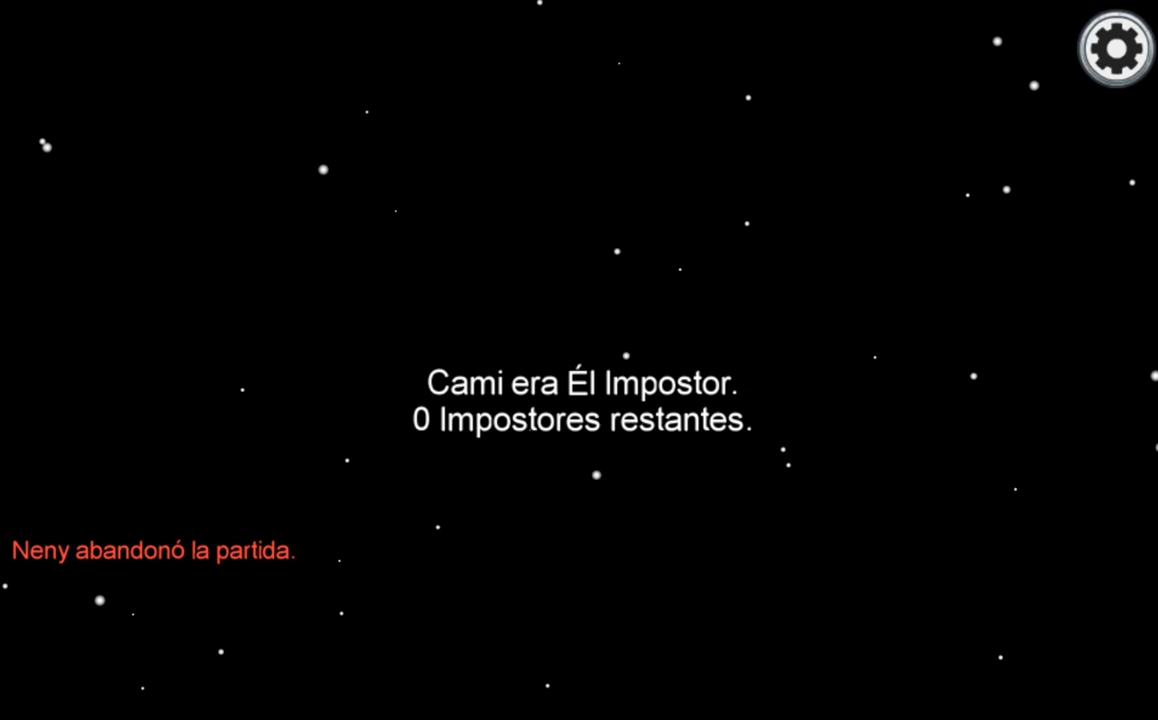 Cami era Él Impostor.
0 Impostores restantes.
Neny abandonó la partida.